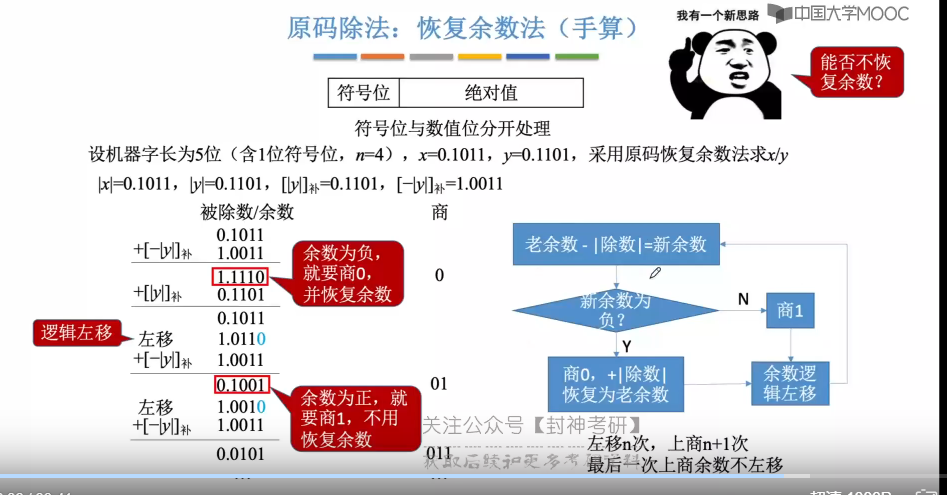 原码除法：恢复余数法（手算）
我有一个新思路
中国大学MOOC
能否不恢复余数？
符号位 绝对值
符号位与数值位分开处理
设机器字长为5位（含1位符号位，n=4），x=0.1011，y=0.1101，采用原码恢复余数法求x/y
|x|=0.1011，|y|=0.1101，[|y|]补=0.1101，[−|y|]补=1.0011
被除数/余数 商
0.1011
+[−|y|]补 1.0011
1.1110 0
+[|y|]补 0.1101
0.1011
左移 1.0110
+[−|y|]补 1.0011
0.1001 01
左移 1.0010
+[−|y|]补 1.0011
0.0101 011
余数为负，
就要商0，
并恢复余数
逻辑左移
余数为正，就
要商1，不用
恢复余数
老余数 - |除数|=新余数
新余数为
负？
N
商1
Y
商0，+|除数|
恢复为老余数
余数逻
辑左移
关注公众号【封神考研】
左移n次，上商n+1次
最后一次上商余数不左移